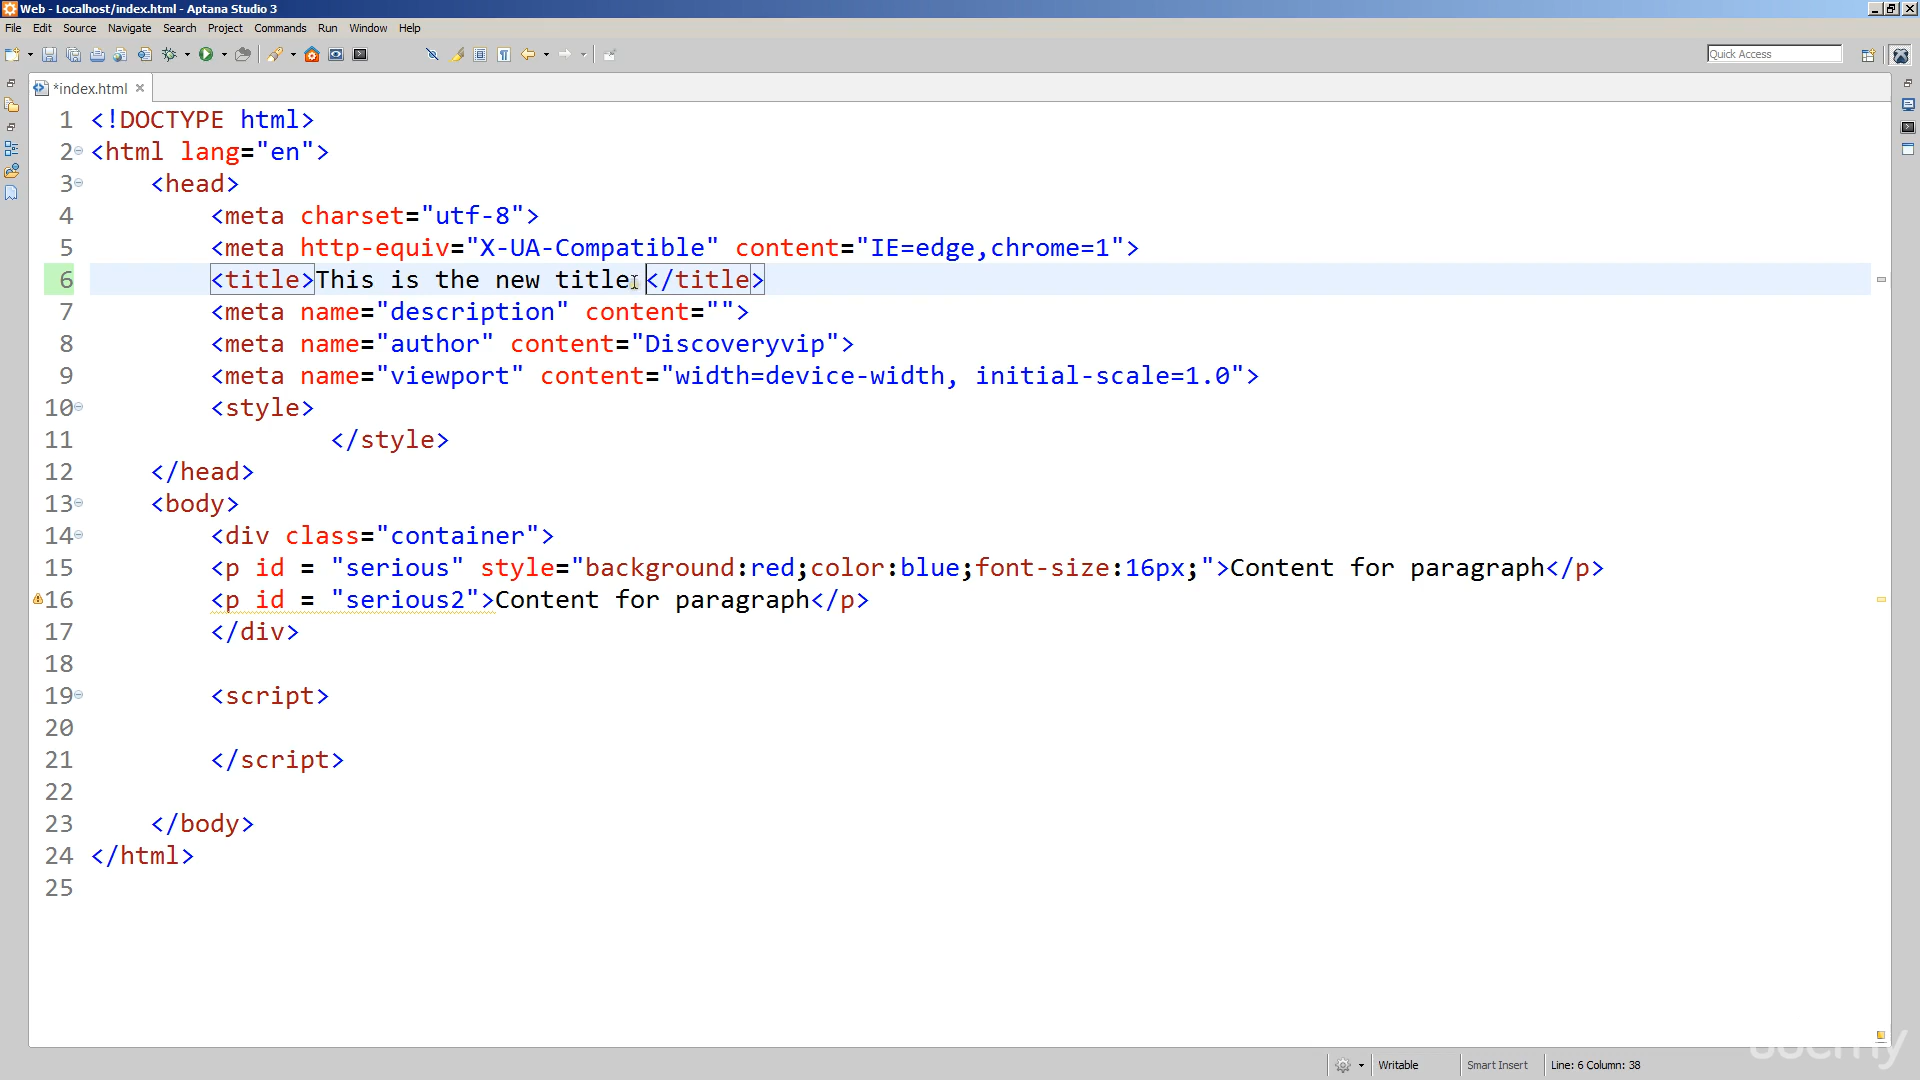 Web - Localhost/index.html - Aptana Studio 3
File Edit Source Navigate Search Project Commands Run Window Help
Quick Access
*index.html
1 <!DOCTYPE html>
2 <html lang="en">
3 <head>
4 <meta charset="utf-8">
5 <meta http-equiv="X-UA-Compatible" content="IE=edge,chrome=1">
6 <title>This is the new title </title>
7 <meta name="description" content="">
8 <meta name="author" content="Discoveryvip">
9 <meta name="viewport" content="width=device-width, initial-scale=1.0">
10 <style>
11 </style>
12 </head>
13 <body>
14 <div class="container">
15 <p id = "serious" style="background:red;color:blue;font-size:16px;">Content for paragraph</p>
16 <p id = "serious2">Content for paragraph</p>
17 </div>
18
19 <script>
20
21 </script>
22
23 </body>
24 </html>
25
udemy
Writable Smart Insert Line: 6 Column: 38